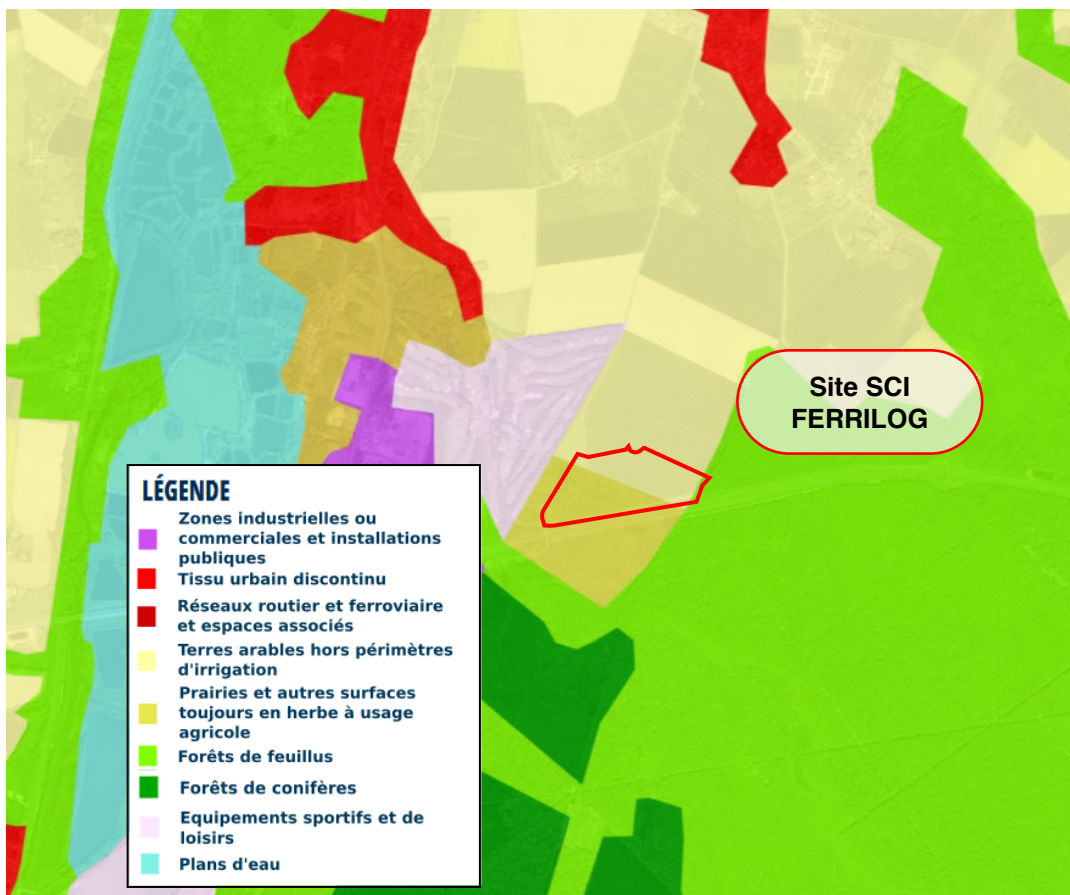 Site SCI
FERRILOG
LÉGENDE
Zones industrielles ou
commerciales et installations
publiques
Tissu urbain discontinu
Réseaux routier et ferroviaire
et espaces associés
Terres arables hors périmètres
d'irrigation
Prairies et autres surfaces
toujours en herbe à usage
agricole
Forêts de feuillus
Forêts de conifères
Equipements sportifs et de
loisirs
Plans d'eau